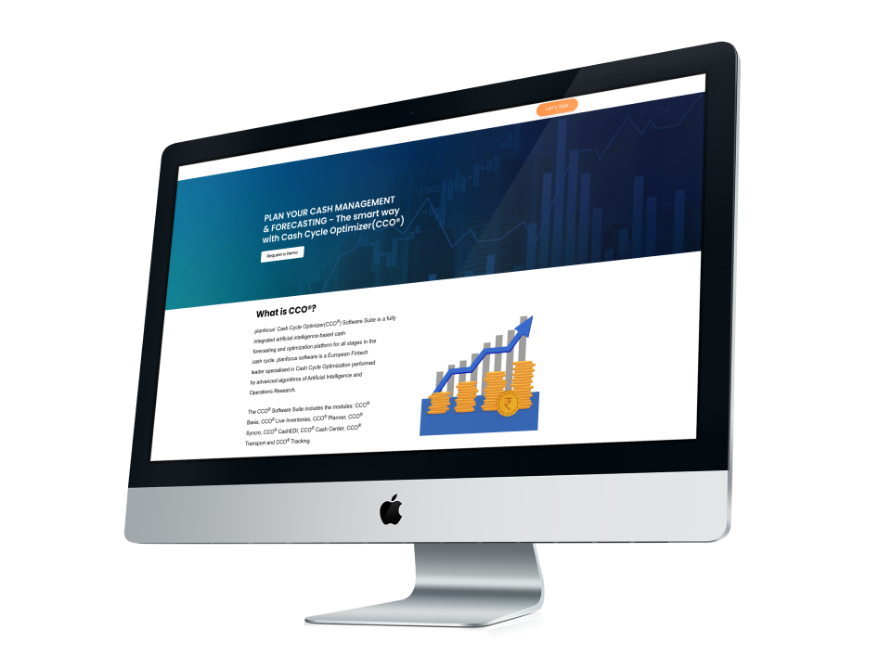 Let's Talk
PLAN YOUR CASH MANAGEMENT
& FORECASTING - The smart way
with Cash Cycle Optimizer(CCO®)
Request a Demo
What is CCO®?
planfocus' Cash Cycle Optimizer(CCO®) Software Suite is a fully
integrated artificial intelligence-based cash
forecasting and optimization platform for all stages in the
cash cycle. planfocus software is a European Fintech
leader specialised in Cash Cycle Optimization performed
by advanced algorithms of Artificial Intelligence and
Operations Research.
The CCO® Software Suite includes the modules: CCO®
Basis, CCO® Live Inventories, CCO® Planner, CCO®
Syncro, CCO® CashEDI, CCO® Cash Center, CCO®
Transport and CCO® Tracking.
₹